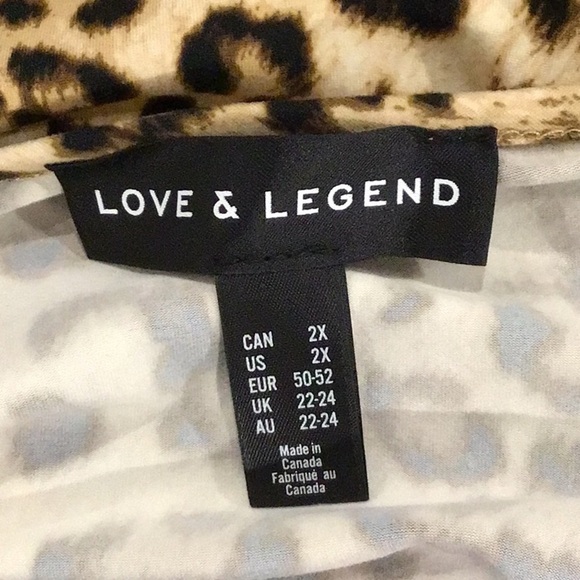 LOVE & LEGEND
CAN 2X
US 2X
EUR 50-52
UK 22-24
AU 22-24
Made in
Canada
Fabriqué au
Canada